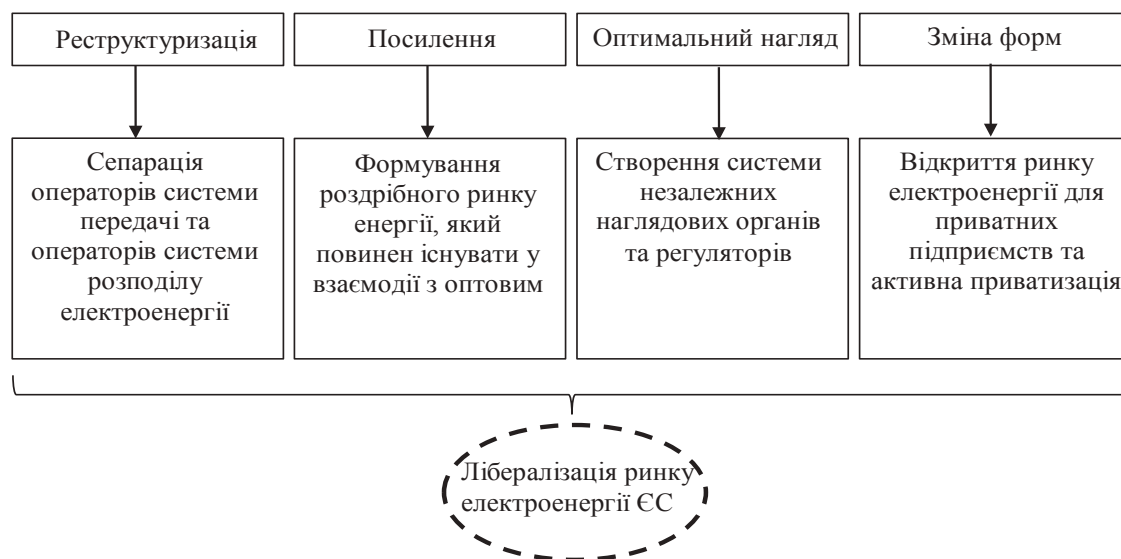 Реструктуризація
Посилення
Оптимальний нагляд
Зміна форм
Сепарація
операторів системи
передачі та
операторів системи
розподілу
електроенергії
Формування
роздрібного ринку
енергії, який
повинен існувати у
взаємодії з оптовим
Створення системи
незалежних
наглядових органів
та регуляторів
Відкриття ринку
електроенергії для
приватних
підприємств та
активна приватизація
Лібералізація ринку
електроенергії ЄС